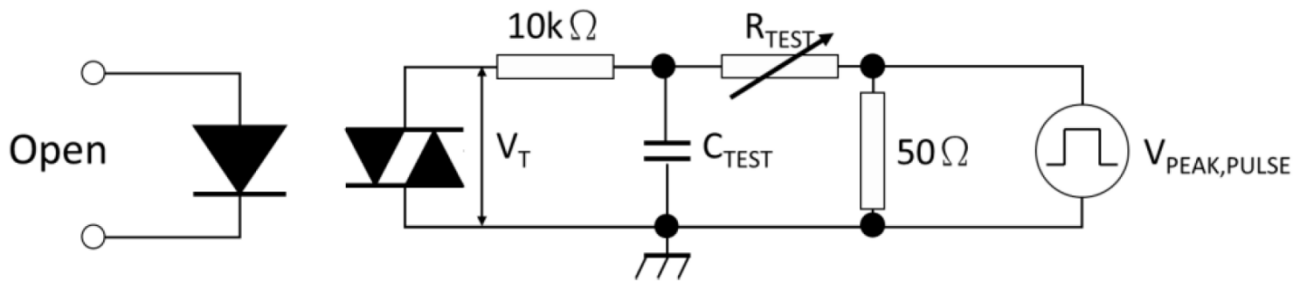 10kΩ
R_TEST
Open
V_T
C_TEST
50Ω
V_PEAK,PULSE